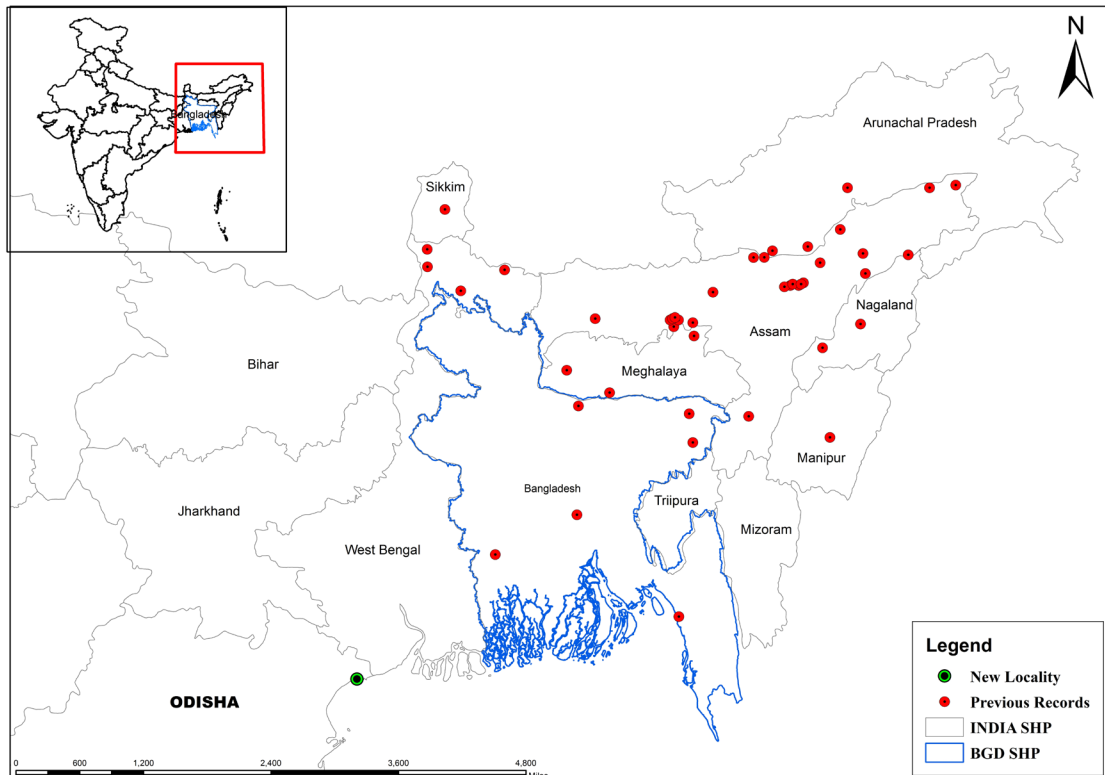 Bangladesh
N
Arunachal Pradesh
Sikkim
Nagaland
Assam
Bihar
Meghalaya
Manipur
Bangladesh
Jharkhand
Triipura
Mizoram
West Bengal
ODISHA
Legend
New Locality
Previous Records
INDIA SHP
BGD SHP
0 1,200 2,400 3,600 4,800
Miles